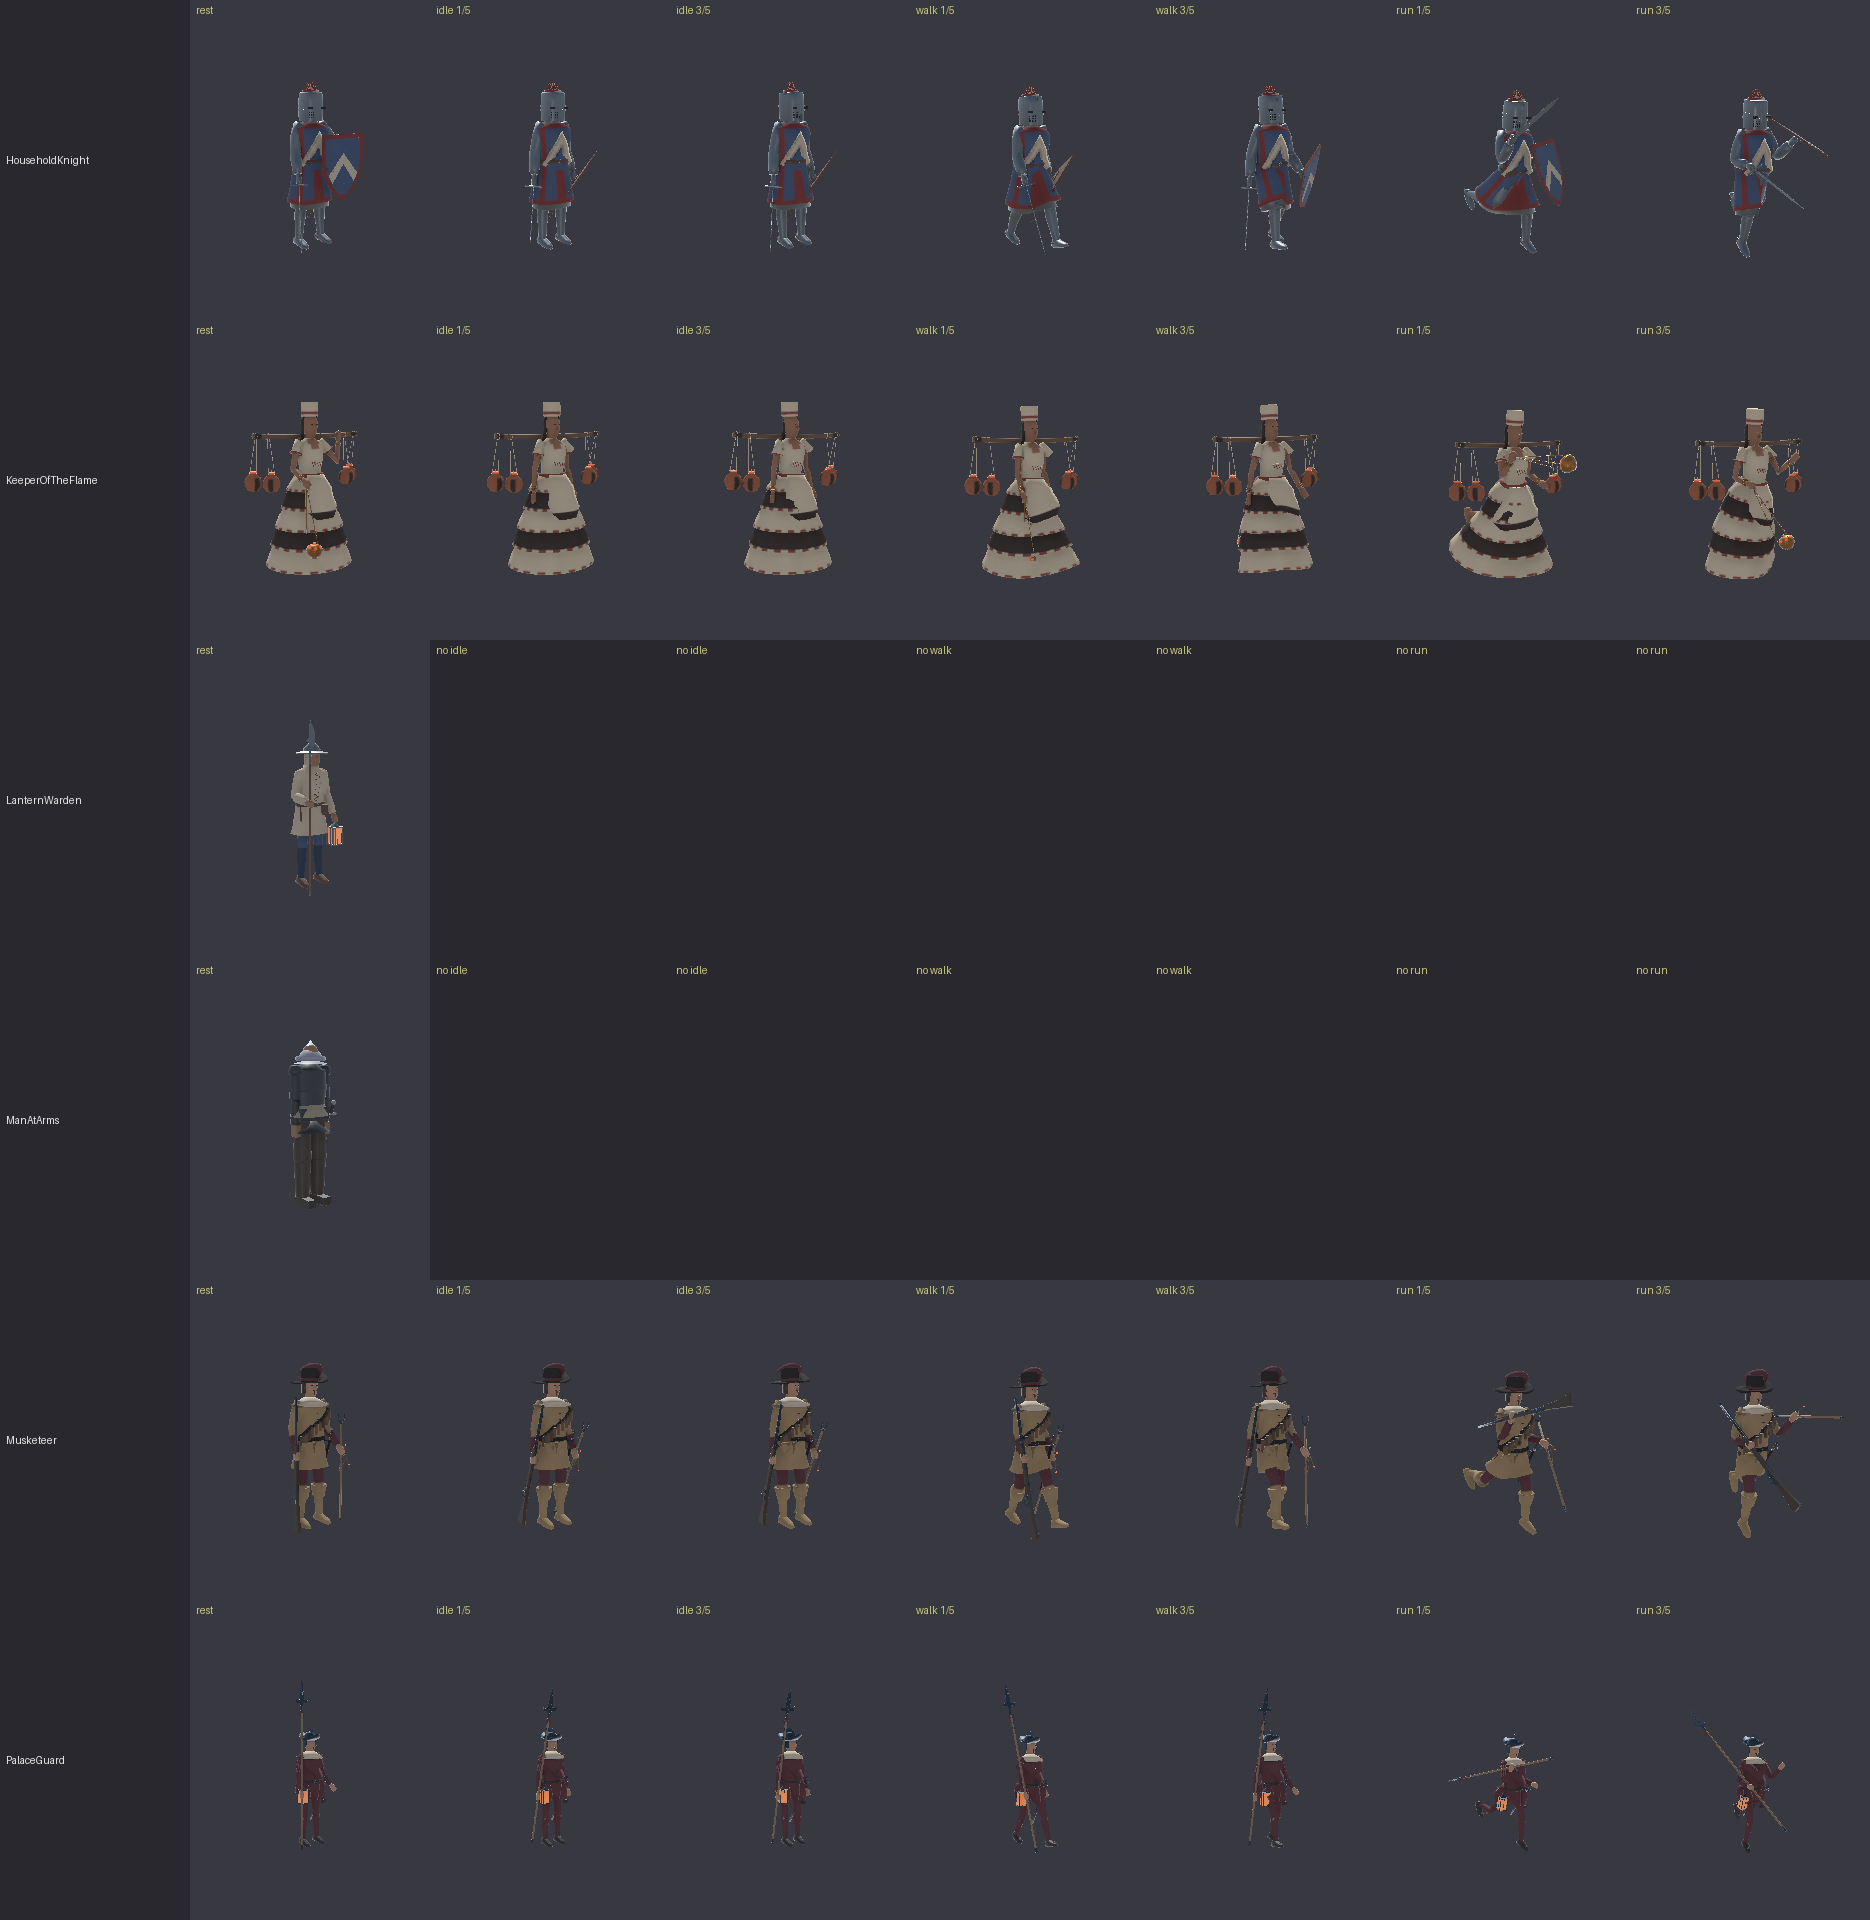 rest idle 1/5 idle 3/5 walk 1/5 walk 3/5 run 1/5 run 3/5
HouseholdKnight
rest idle 1/5 idle 3/5 walk 1/5 walk 3/5 run 1/5 run 3/5
KeeperOfTheFlame
rest no idle no idle no walk no walk no run no run
LanternWarden
rest no idle no idle no walk no walk no run no run
ManAtArms
rest idle 1/5 idle 3/5 walk 1/5 walk 3/5 run 1/5 run 3/5
Musketeer
rest idle 1/5 idle 3/5 walk 1/5 walk 3/5 run 1/5 run 3/5
PalaceGuard